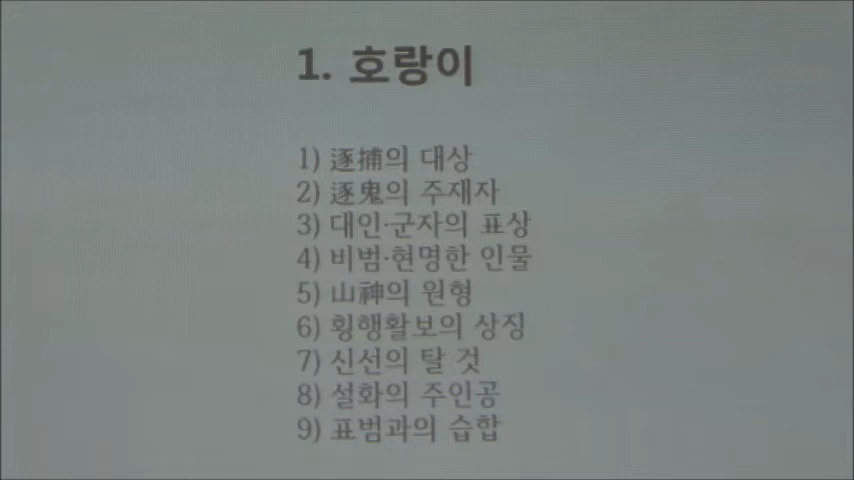 1. 호랑이
1) 逐捕의 대상
2) 逐鬼의 주재자
3) 대인·군자의 표상
4) 비범·현명한 인물
5) 山神의 원형
6) 횡행활보의 상징
7) 신선의 탈 것
8) 설화의 주인공
9) 표범과의 습합